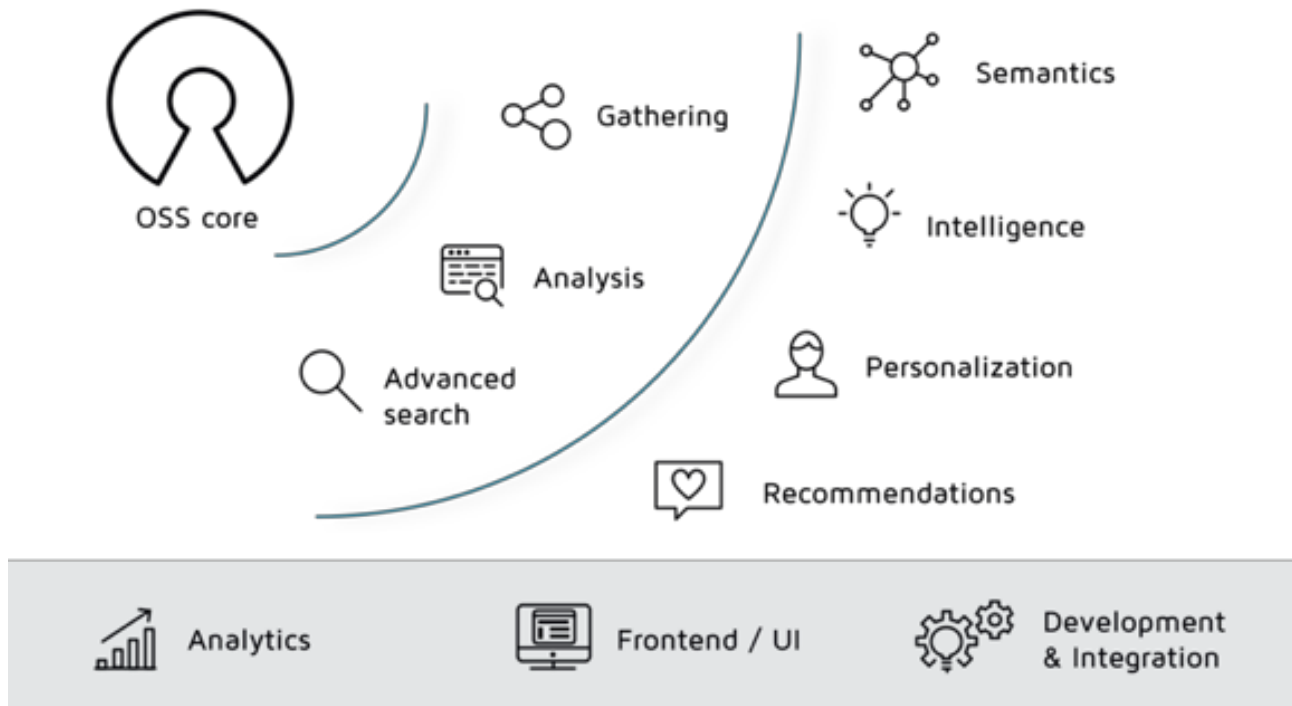 OSS core
Gathering
Analysis
Advanced
search
Semantics
Intelligence
Personalization
Recommendations
Analytics
Frontend / UI
Development
& Integration